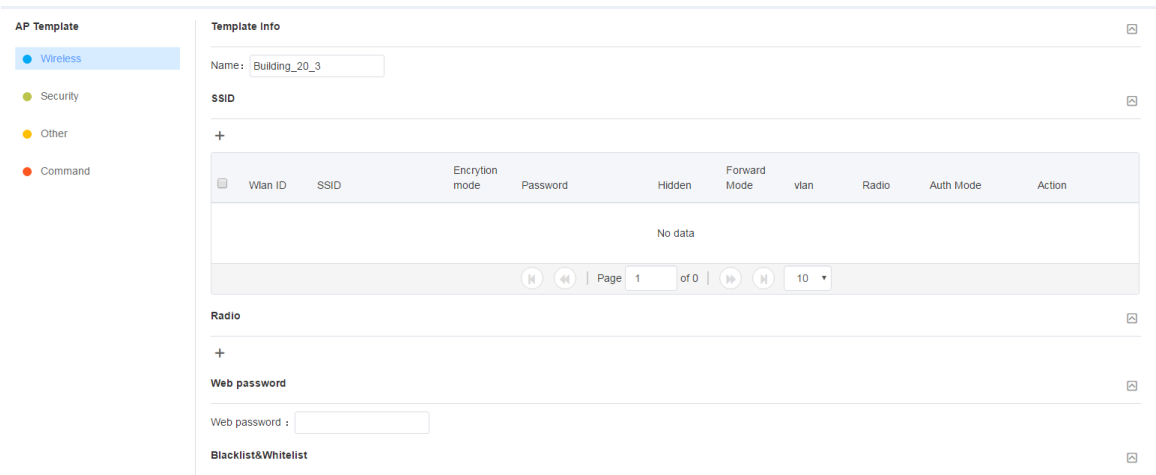 AP Template
Wireless
Security
Other
Command
Template Info
Name: Building_20_3
SSID
+
Wlan ID SSID Encrytion mode Password Hidden Forward Mode vlan Radio Auth Mode Action
No data
Page 1 of 0 10
Radio
+
Web password
Web password :
Blacklist&Whitelist